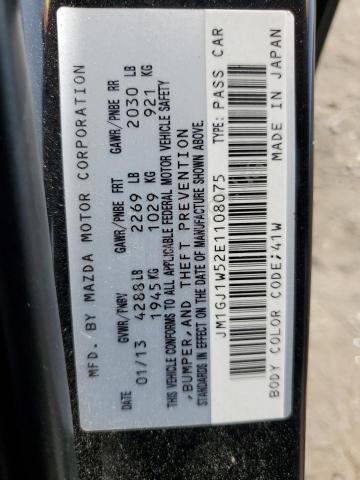 MFD. BY MAZDA MOTOR CORPORATION
DATE GVWR/PNBV GAWR/PNBE FRT GAWR/PNBE RR
01/13 4288LB 2269 LB 2030 LB
1945KG 1029 KG 921 KG
THIS VEHICLE CONFORMS TO ALL APPLICABLE FEDERAL MOTOR VEHICLE SAFETY
,BUMPER,AND THEFT PREVENTION
STANDARDS IN EFFECT ON THE DATE OF MANUFACTURE SHOWN ABOVE.
JM1GJ1W52E1108075 TYPE: PASS CAR
BODY COLOR CODE;41W MADE IN JAPAN